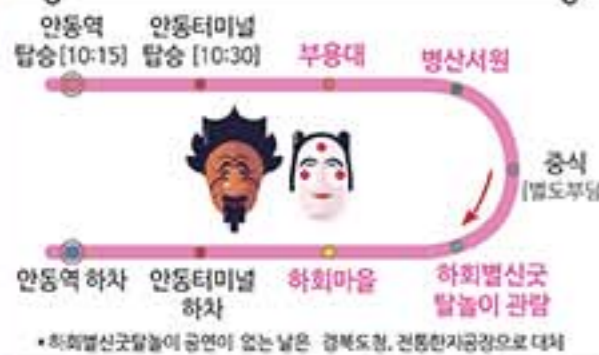 안동역
탑승[10:15]
안동터미널
탑승 [10:30]
부용대
병산서원
중식
[별도부담
안동역 하차
안동터미널
하차
하회마을
하회별신굿
탈놀이 관람
* 하회별신굿탈놀이 공연이 없는 날은 경북도청, 전통한지공장으로 대체